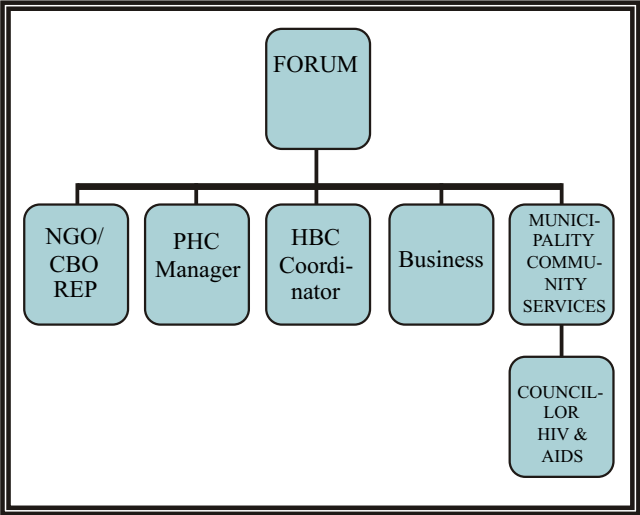 FORUM
NGO/
CBO
REP
PHC
Manager
HBC
Coordi-
nator
Business
MUNICI-
PALITY
COMMU-
NITY
SERVICES
COUNCIL-
LOR
HIV &
AIDS